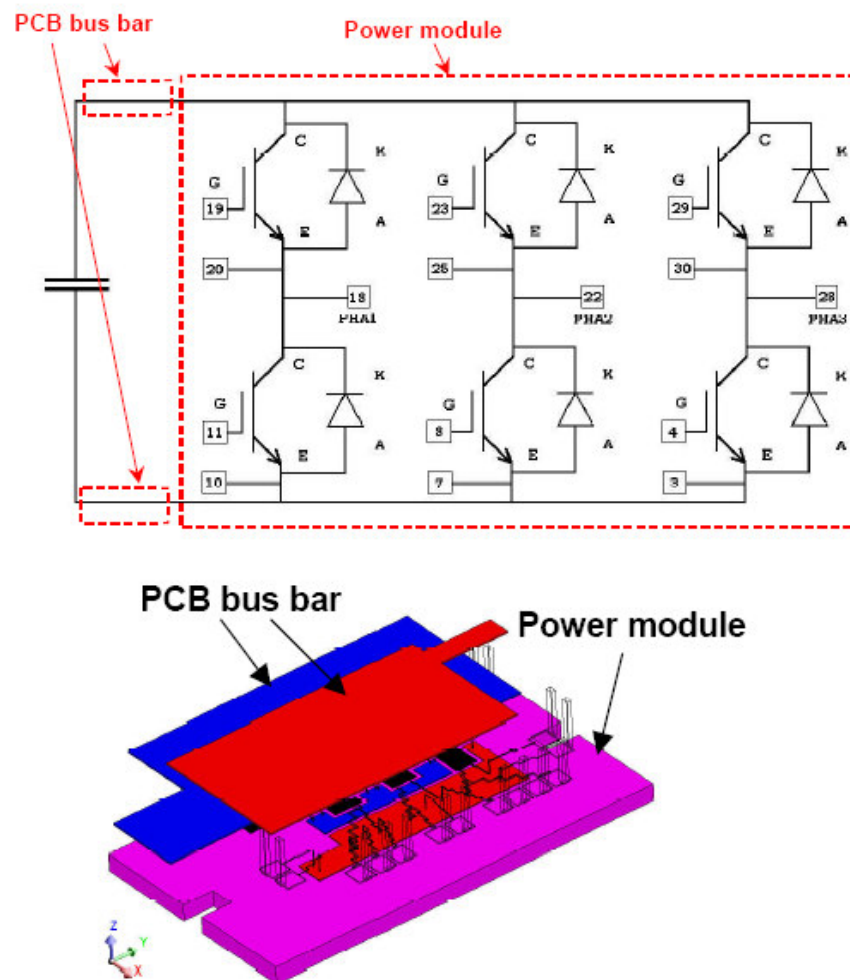 PCB bus bar
Power module
C
K
C
K
C
K
G
G
G
19
23
29
E
A
E
A
E
A
20
25
30
18
22
28
PHA1
PHA2
PHA3
C
K
C
K
C
K
G
G
G
11
8
4
A
A
A
E
E
E
10
7
3
PCB bus bar
Power module
Z
Y
X